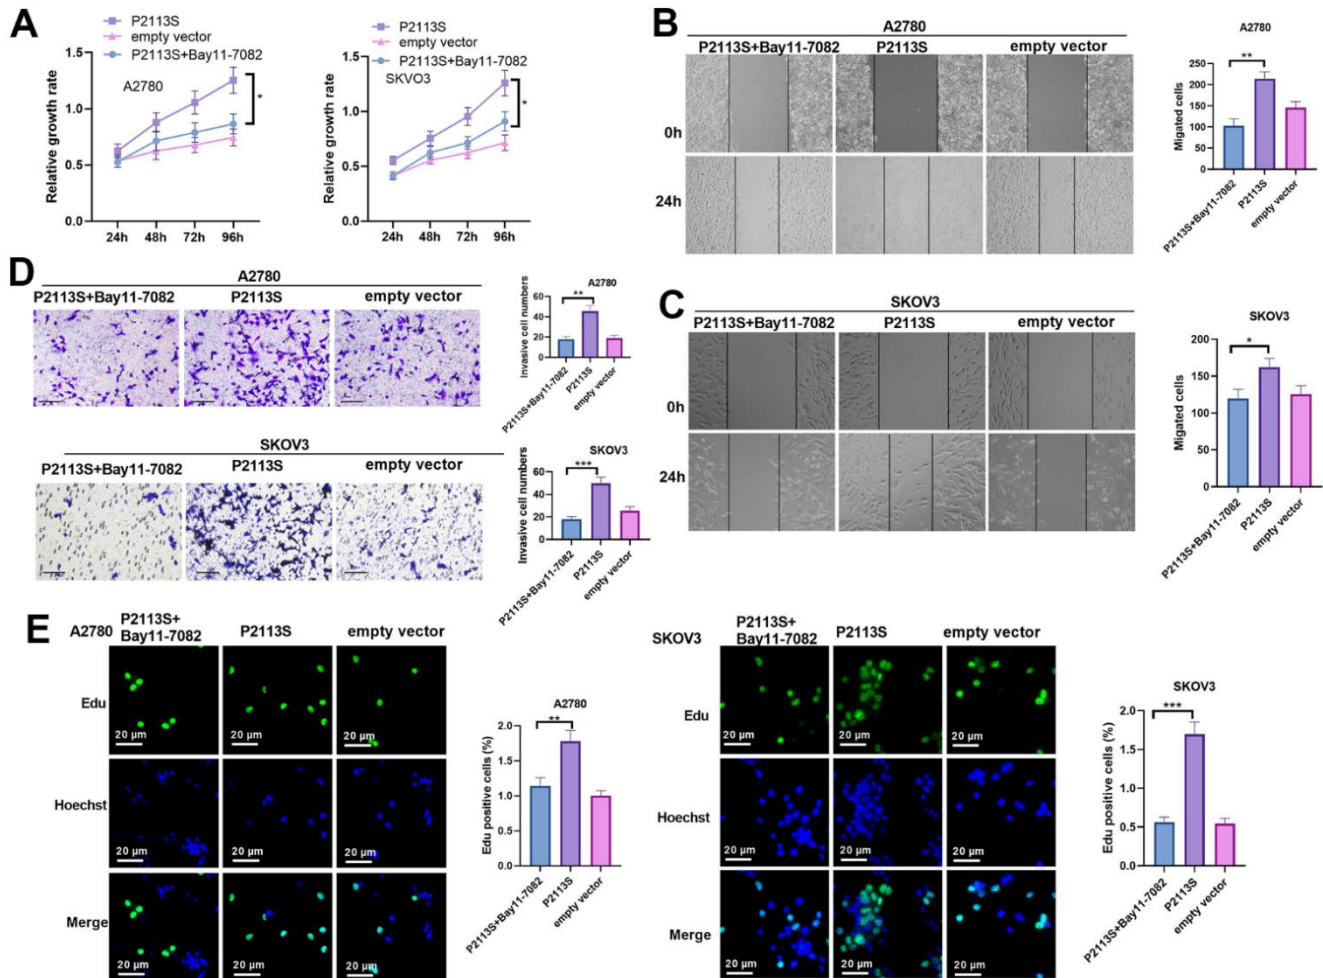 A
P2113S
empty vector
P2113S+Bay11-7082
A2780
Relative growth rate
1.5
1.0
0.5
0.0
24h 48h 72h 96h
*
P2113S
empty vector
P2113S+Bay11-7082
SKVO3
Relative growth rate
1.5
1.0
0.5
0.0
24h 48h 72h 96h
*
B
A2780
P2113S+Bay11-7082 P2113S empty vector
0h
24h
A2780
**
Migated cells
250
200
150
100
50
0
P2113S+Bay11-7082
P2113S
empty vector
D
A2780
P2113S+Bay11-7082 P2113S empty vector
A2780
**
Invasive cell numbers
60
40
20
0
P2113S+Bay11-7082
P2113S
empty vector
SKOV3
P2113S+Bay11-7082 P2113S empty vector
SKOV3
***
Invasive cell numbers
60
40
20
0
P2113S+Bay11-7082
P2113S
empty vector
C
SKOV3
P2113S+Bay11-7082 P2113S empty vector
0h
24h
SKOV3
*
Migrated cells
200
150
100
50
0
P2113S+Bay11-7082
P2113S
empty vector
E
A2780
P2113S+
Bay11-7082
P2113S
empty vector
Edu
20 µm 20 µm 20 µm
Hoechst
20 µm 20 µm 20 µm
Merge
20 µm 20 µm 20 µm
A2780
**
Edu positive cells (%)
2.0
1.5
1.0
0.5
0.0
P2113S+Bay11-7082
P2113S
empty vector
SKOV3
P2113S+
Bay11-7082
P2113S
empty vector
Edu
20 µm 20 µm 20 µm
Hoechst
20 µm 20 µm 20 µm
Merge
20 µm 20 µm 20 µm
SKOV3
***
Edu positive cells (%)
2.0
1.5
1.0
0.5
0.0
P2113S+Bay11-7082
P2113S
empty vector